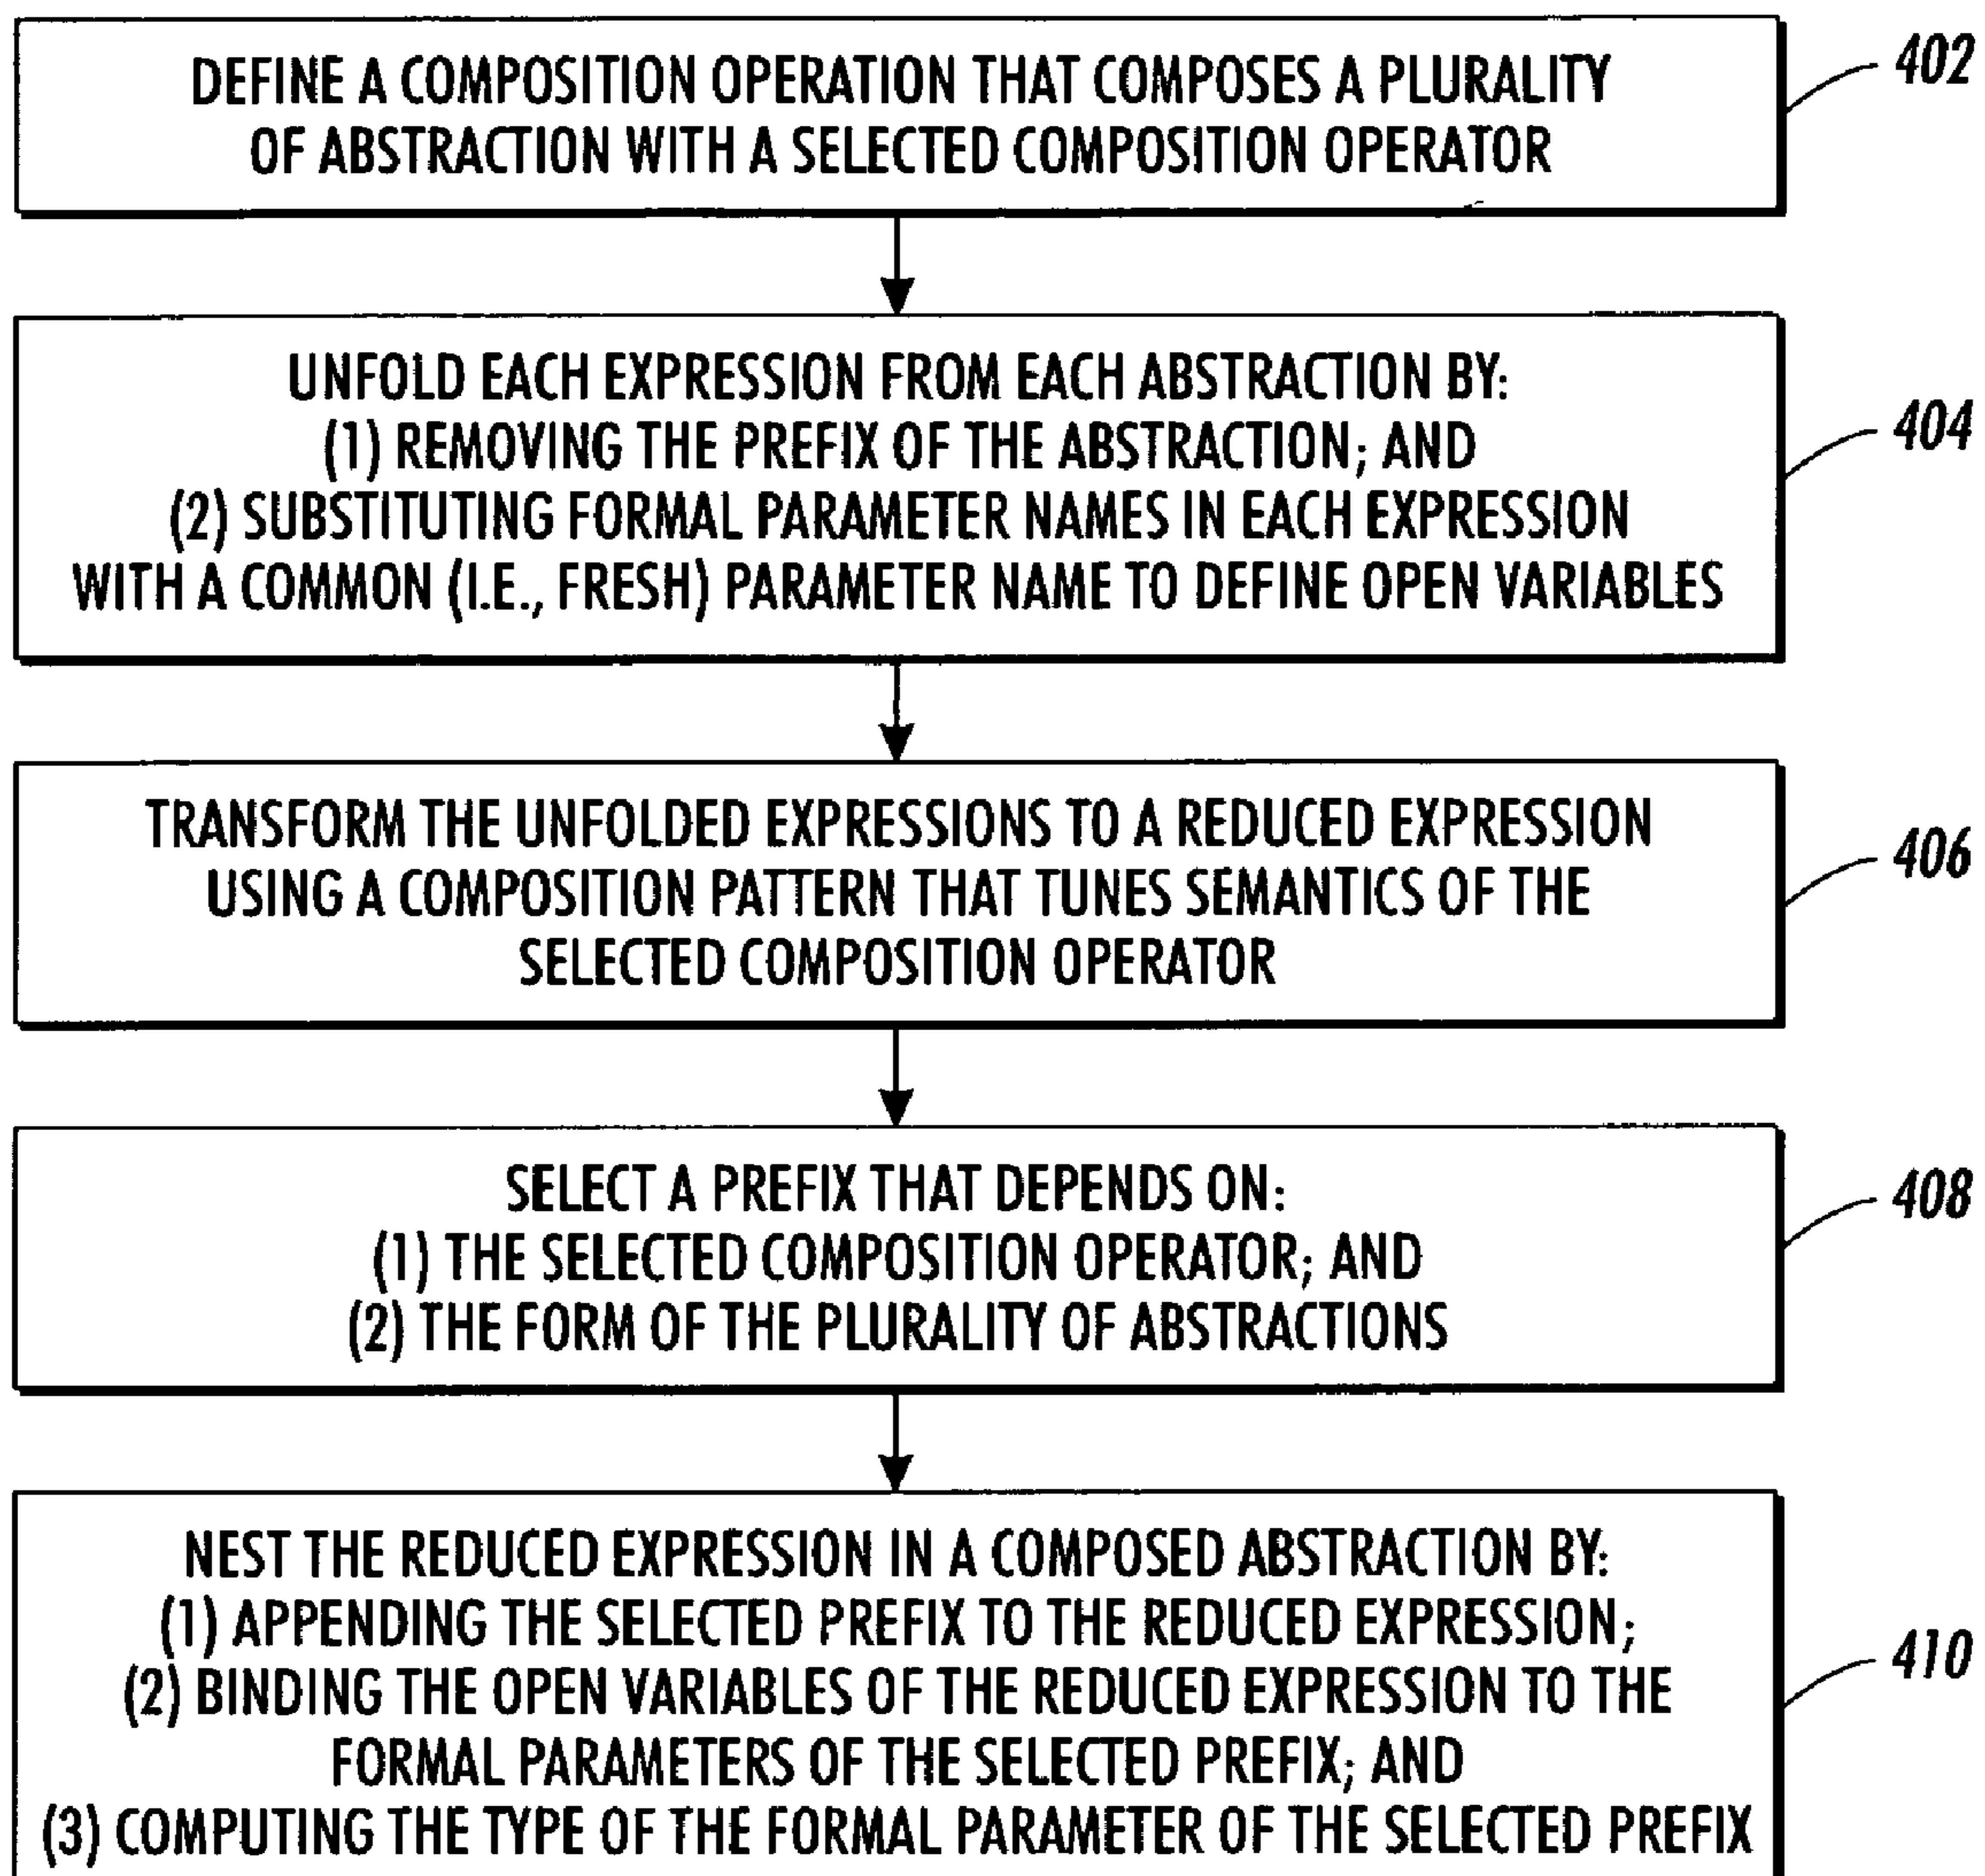 DEFINE A COMPOSITION OPERATION THAT COMPOSES A PLURALITY
OF ABSTRACTION WITH A SELECTED COMPOSITION OPERATOR
402
UNFOLD EACH EXPRESSION FROM EACH ABSTRACTION BY:
(1) REMOVING THE PREFIX OF THE ABSTRACTION; AND
(2) SUBSTITUTING FORMAL PARAMETER NAMES IN EACH EXPRESSION
WITH A COMMON (I.E., FRESH) PARAMETER NAME TO DEFINE OPEN VARIABLES
404
TRANSFORM THE UNFOLDED EXPRESSIONS TO A REDUCED EXPRESSION
USING A COMPOSITION PATTERN THAT TUNES SEMANTICS OF THE
SELECTED COMPOSITION OPERATOR
406
SELECT A PREFIX THAT DEPENDS ON:
(1) THE SELECTED COMPOSITION OPERATOR; AND
(2) THE FORM OF THE PLURALITY OF ABSTRACTIONS
408
NEST THE REDUCED EXPRESSION IN A COMPOSED ABSTRACTION BY:
(1) APPENDING THE SELECTED PREFIX TO THE REDUCED EXPRESSION;
(2) BINDING THE OPEN VARIABLES OF THE REDUCED EXPRESSION TO THE
FORMAL PARAMETERS OF THE SELECTED PREFIX; AND
(3) COMPUTING THE TYPE OF THE FORMAL PARAMETER OF THE SELECTED PREFIX
410